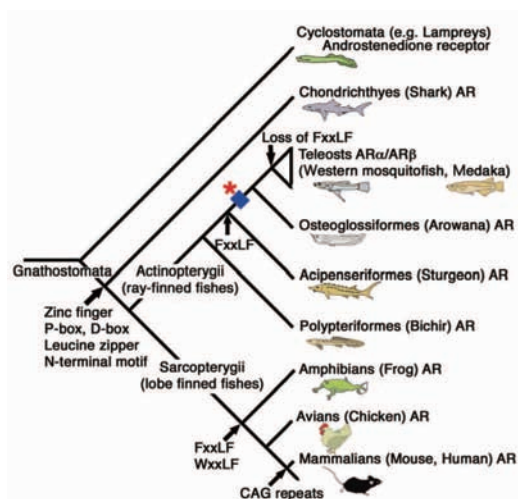 Cyclostomata (e.g. Lampreys)
Androstenedione receptor
Chondrichthyes (Shark) AR
Loss of FxxLF
Teleosts ARα/ARβ
(Western mosquitofish, Medaka)
*
Osteoglossiformes (Arowana) AR
FxxLF
Gnathostomata
Actinopterygii
(ray-finned fishes)
Acipenseriformes (Sturgeon) AR
Zinc finger
P-box, D-box
Leucine zipper
N-terminal motif
Polypteriformes (Bichir) AR
Sarcopterygii
(lobe finned fishes)
Amphibians (Frog) AR
Avians (Chicken) AR
FxxLF
WxxLF
Mammalians (Mouse, Human) AR
CAG repeats